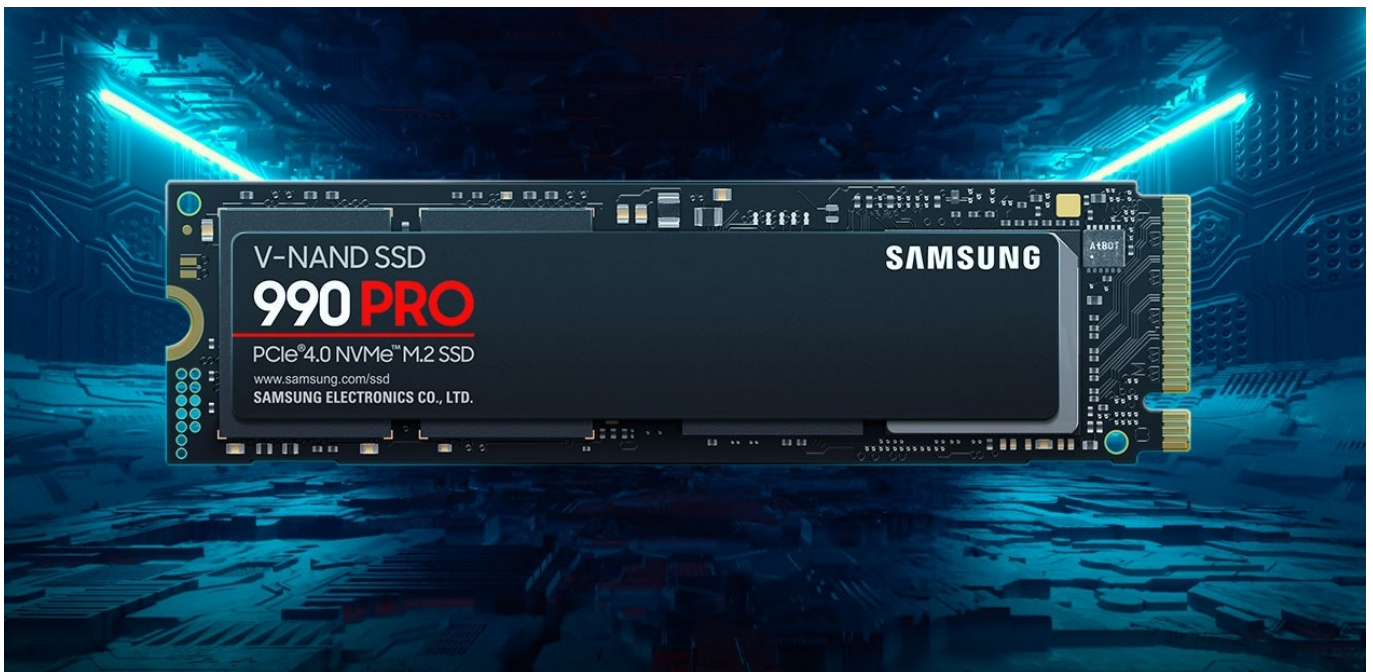 V-NAND SSD
990 PRO
PCIe®4.0 NVMe™ M.2 SSD
www.samsung.com/ssd
SAMSUNG ELECTRONICS CO., LTD.
SAMSUNG